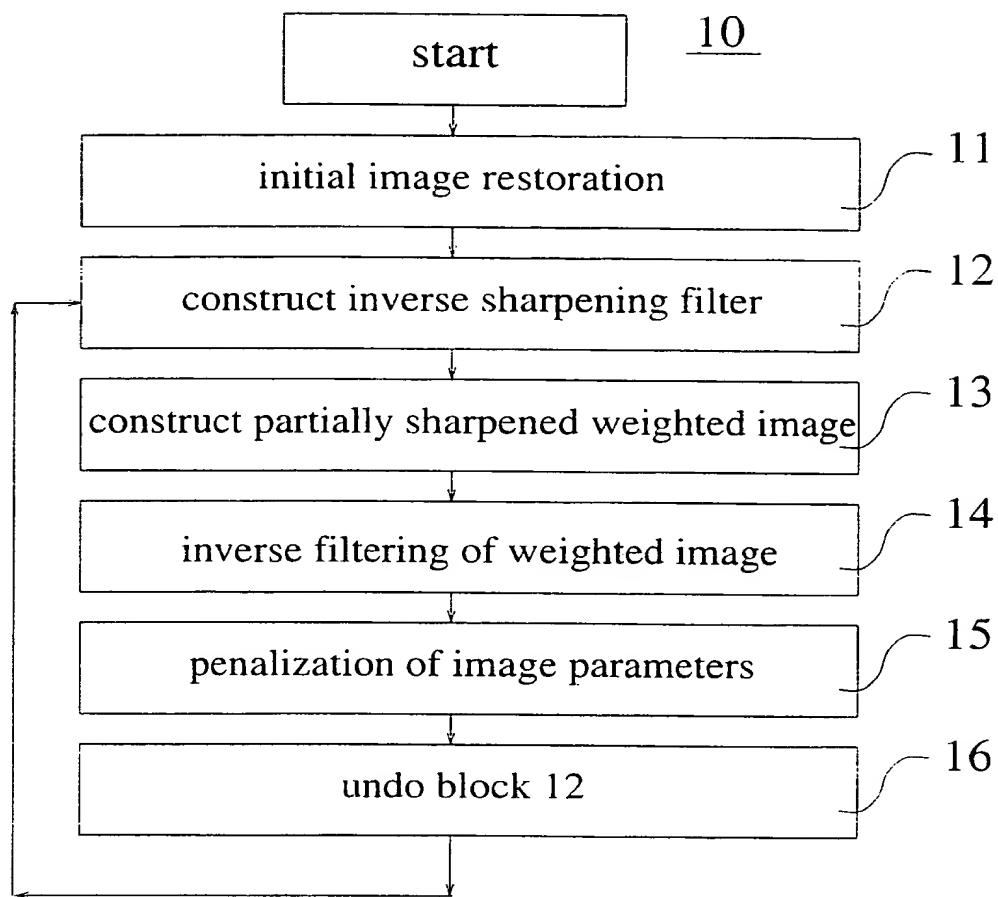 start
10
initial image restoration
11
construct inverse sharpening filter
12
construct partially sharpened weighted image
13
inverse filtering of weighted image
14
penalization of image parameters
15
undo block 12
16